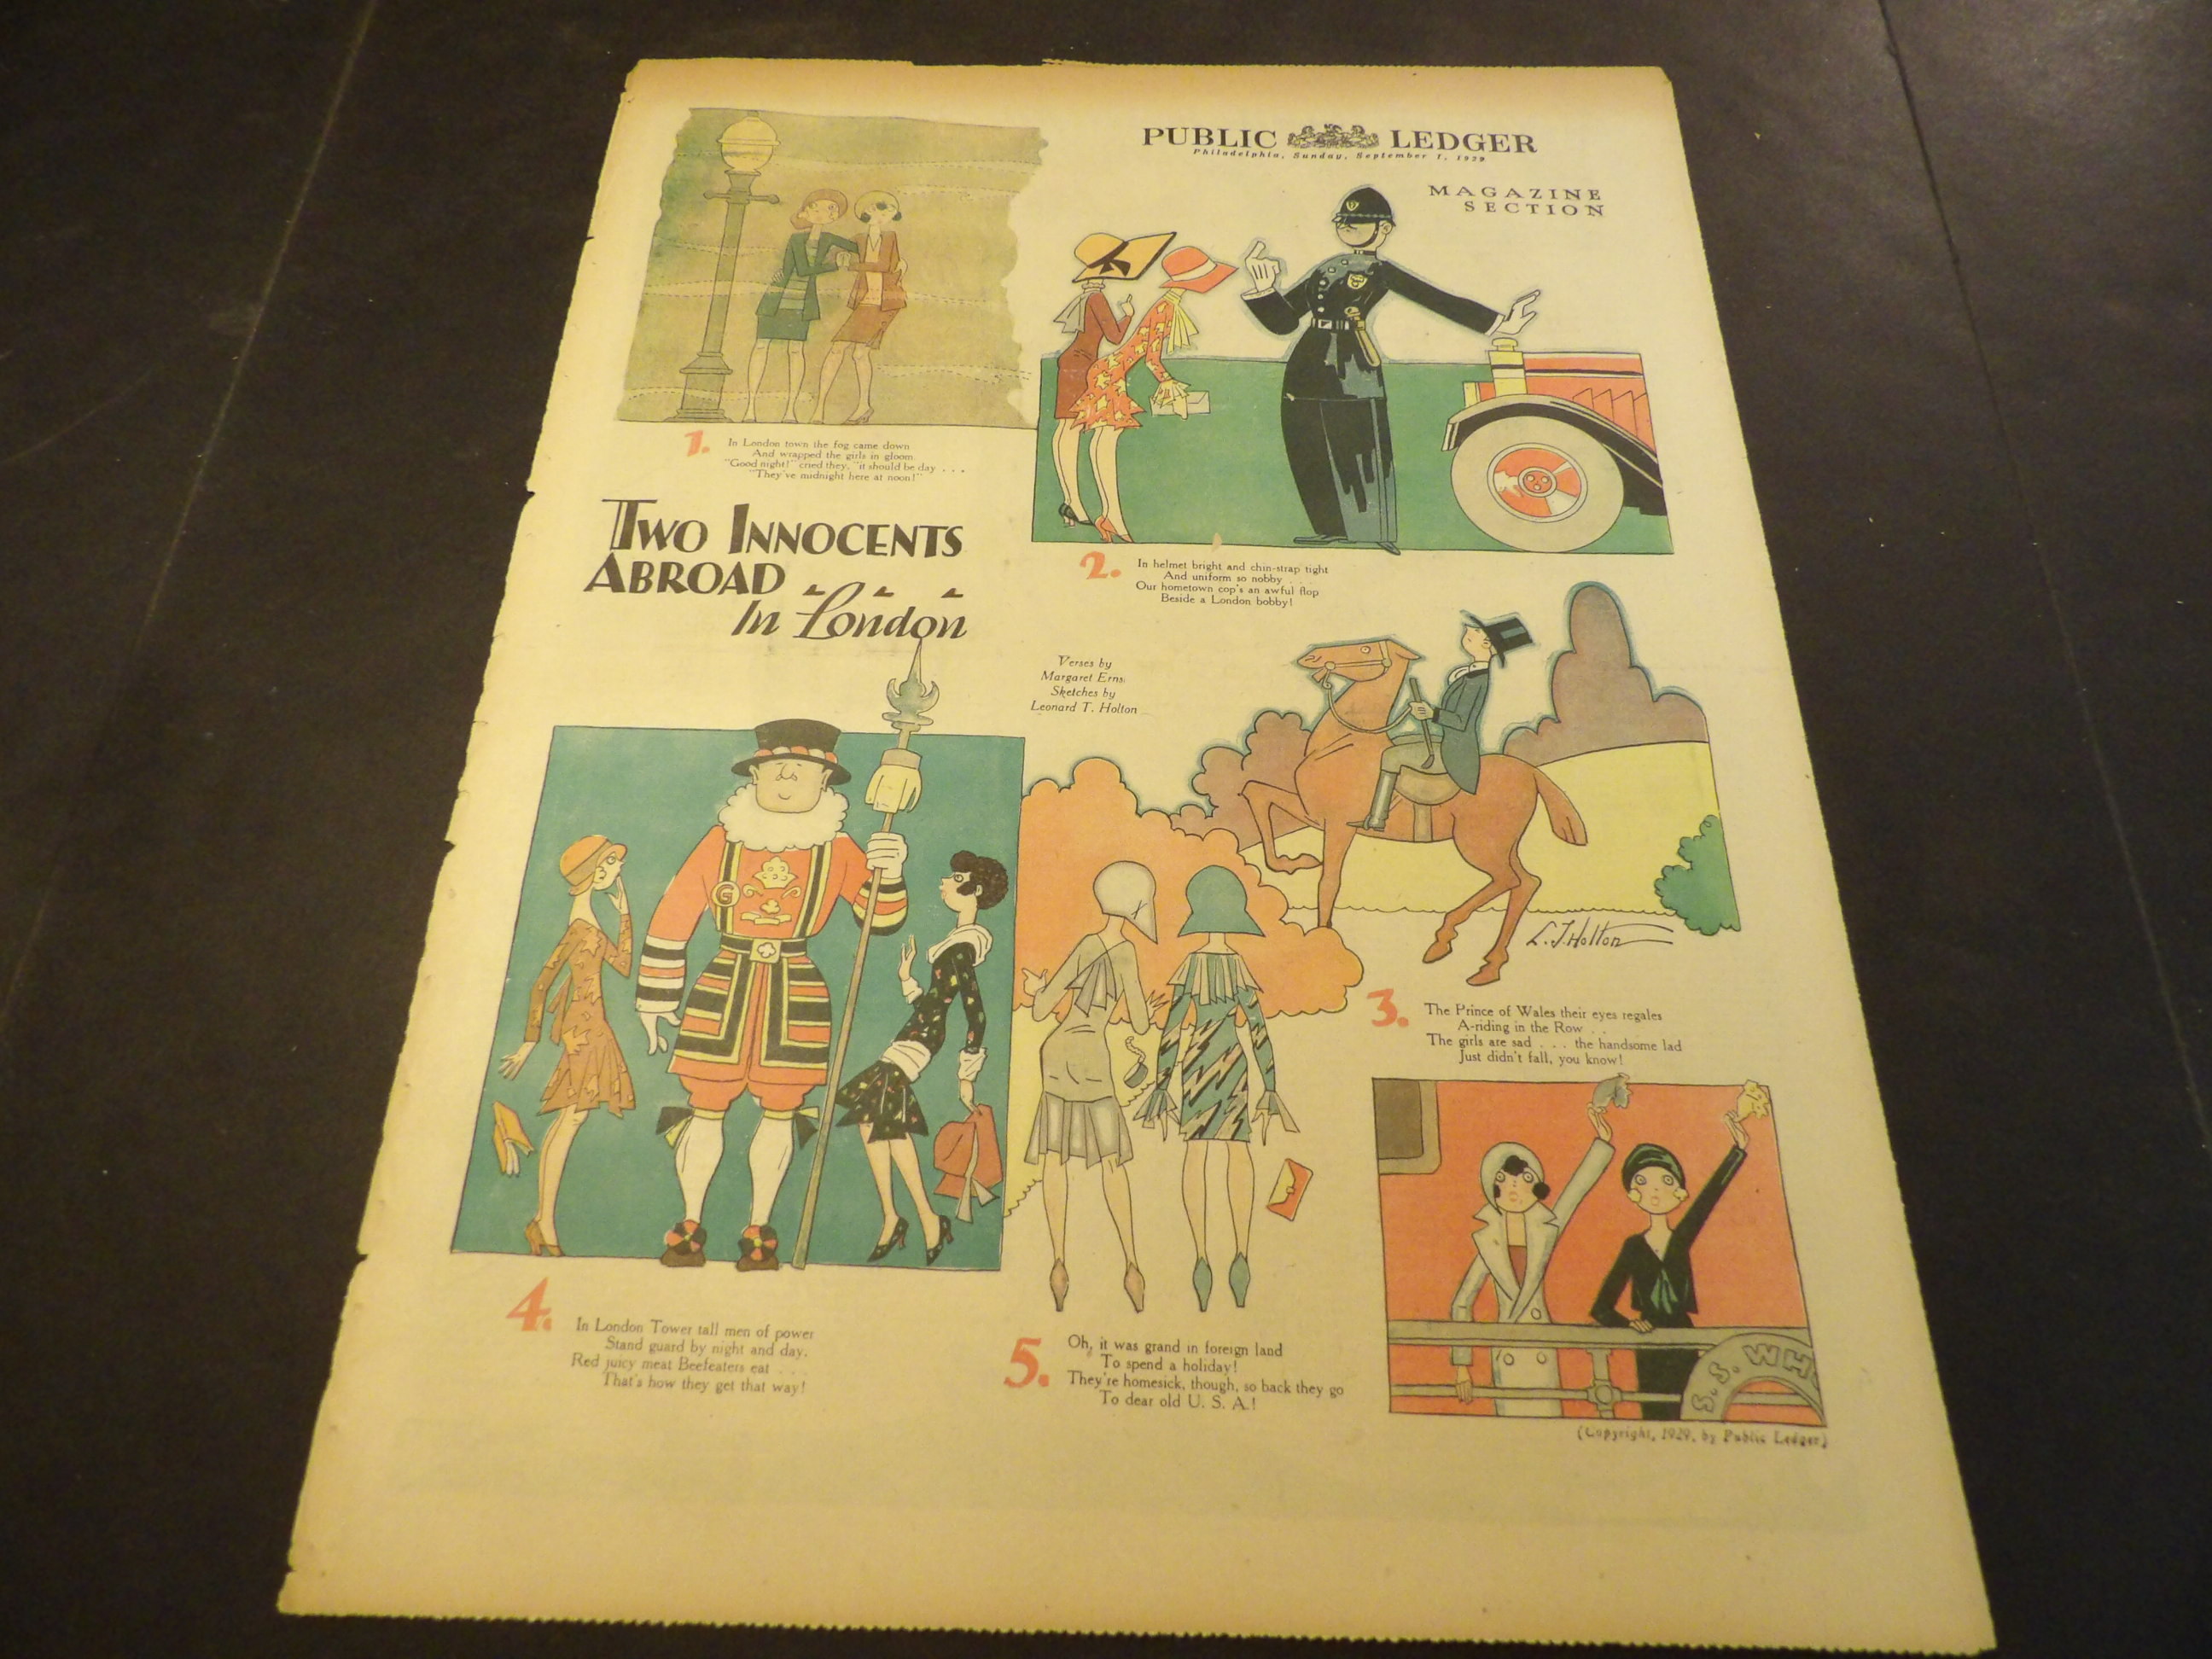 PUBLIC LEDGER
Philadelphia, Sunday, September 1, 1929
MAGAZINE
SECTION
1. In London town the fog came down
And wrapped the girls in gloom.
"Good night!" cried they, "it should be day . . .
"They've midnight here at noon!"
TWO INNOCENTS
ABROAD
In London
2. In helmet bright and chin-strap tight
And uniform so nobby . . .
Our hometown cop's an awful flop
Beside a London bobby!
Verses by
Margaret Ernst
Sketches by
Leonard T. Holton
G
L.T. Holton
3. The Prince of Wales their eyes regales
A-riding in the Row . .
The girls are sad . . . the handsome lad
Just didn't fall, you know!
4. In London Tower tall men of power
Stand guard by night and day.
Red juicy meat Beefeaters eat . . .
That's how they get that way!
5. Oh, it was grand in foreign land
To spend a holiday!
They're homesick, though, so back they go
To dear old U. S. A.!
S.S. WH
(Copyright, 1929, by Public Ledger)